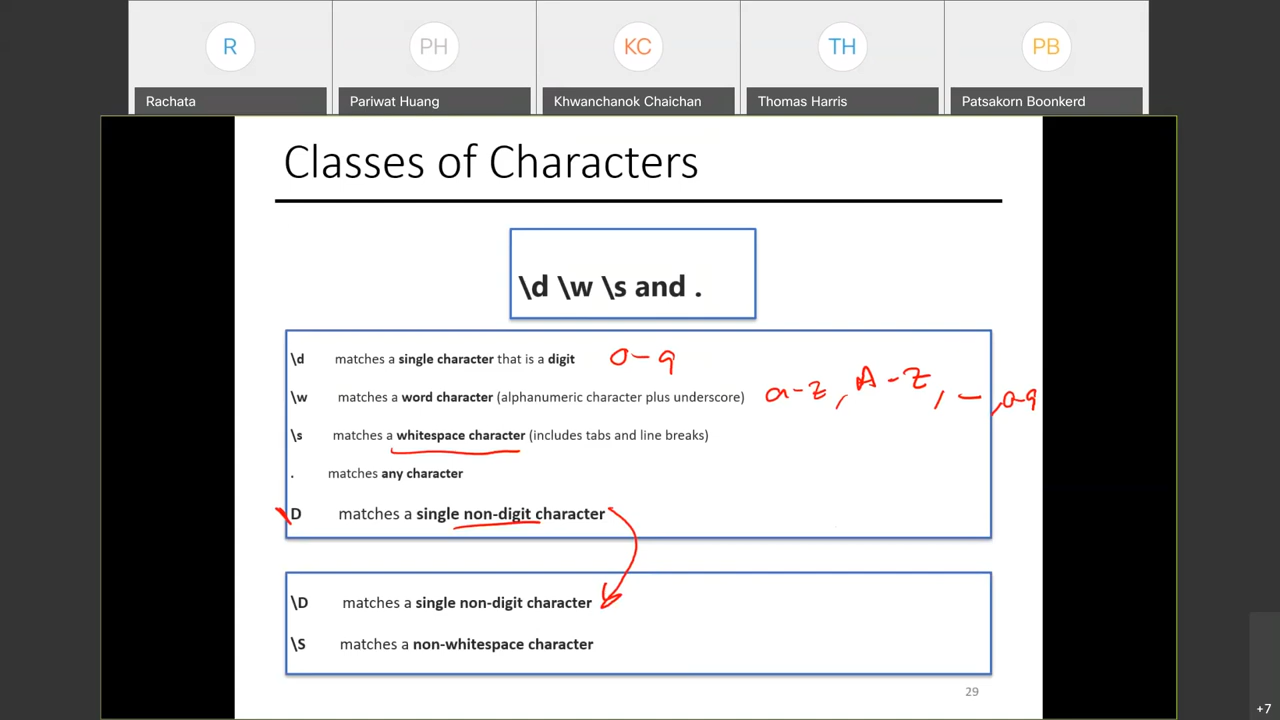 R PH KC TH PB
Rachata Pariwat Huang Khwanchanok Chaichan Thomas Harris Patsakorn Boonkerd
Classes of Characters
\d \w \s and .
\d matches a single character that is a digit 0-9
\w matches a word character (alphanumeric character plus underscore) a-z, A-Z, _, 0-9
\s matches a whitespace character (includes tabs and line breaks)
. matches any character
\D matches a single non-digit character
\D matches a single non-digit character
\S matches a non-whitespace character
29
+7